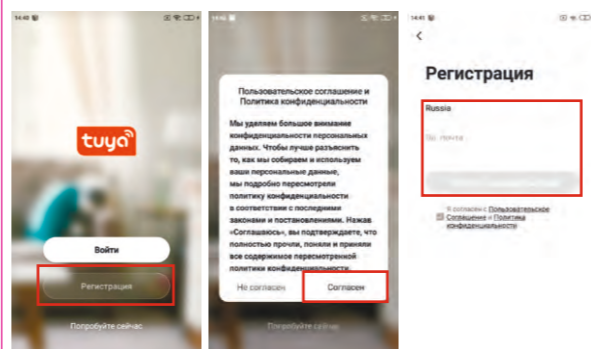 14:40
tuya
Войти
Регистрация
Попробуйте сейчас
Пользовательское соглашение и
Политика конфиденциальности
Мы уделяем большое внимание
конфиденциальности персональных
данных. Чтобы лучше разъяснить
то, как мы собираем и используем
ваши персональные данные,
мы подробно пересмотрели
политику конфиденциальности
в соответствии с последними
законами и постановлениями. Нажав
«Соглашаюсь», вы подтверждаете, что
полностью прочли, поняли и приняли
все содержимое пересмотренной
политики конфиденциальности.
Не согласен
Согласен
Попробуйте сейчас
14:41
Регистрация
Russia
Эл. почта
Я согласен с Пользовательское
Соглашение и Политика
конфиденциальности